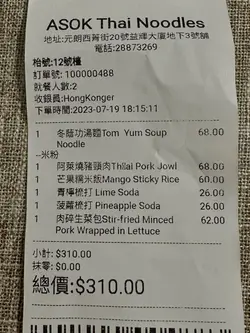 ASOK Thai Noodles
地址:元朗西菁街20號益輝大廈地下3號舖
電話:28873269
枱號:12號檯
訂單號: 100000488
就餐人數:2
收銀員:HongKonger
下單時間:2023-07-19 18:15:11
1 冬蔭功湯麵Tom Yum Soup 68.00
Noodle
--米粉
1 阿萊燒豬頸肉Thilai Pork Jowl 68.00
1 芒果糯米飯Mango Sticky Rice 60.00
1 青檸梳打 Lime Soda 26.00
1 菠蘿梳打 Pineapple Soda 26.00
1 肉碎生菜包Stir-fried Minced 62.00
Pork Wrapped in Lettuce
小計: $310.00
抹零: $0.00
總價:$310.00